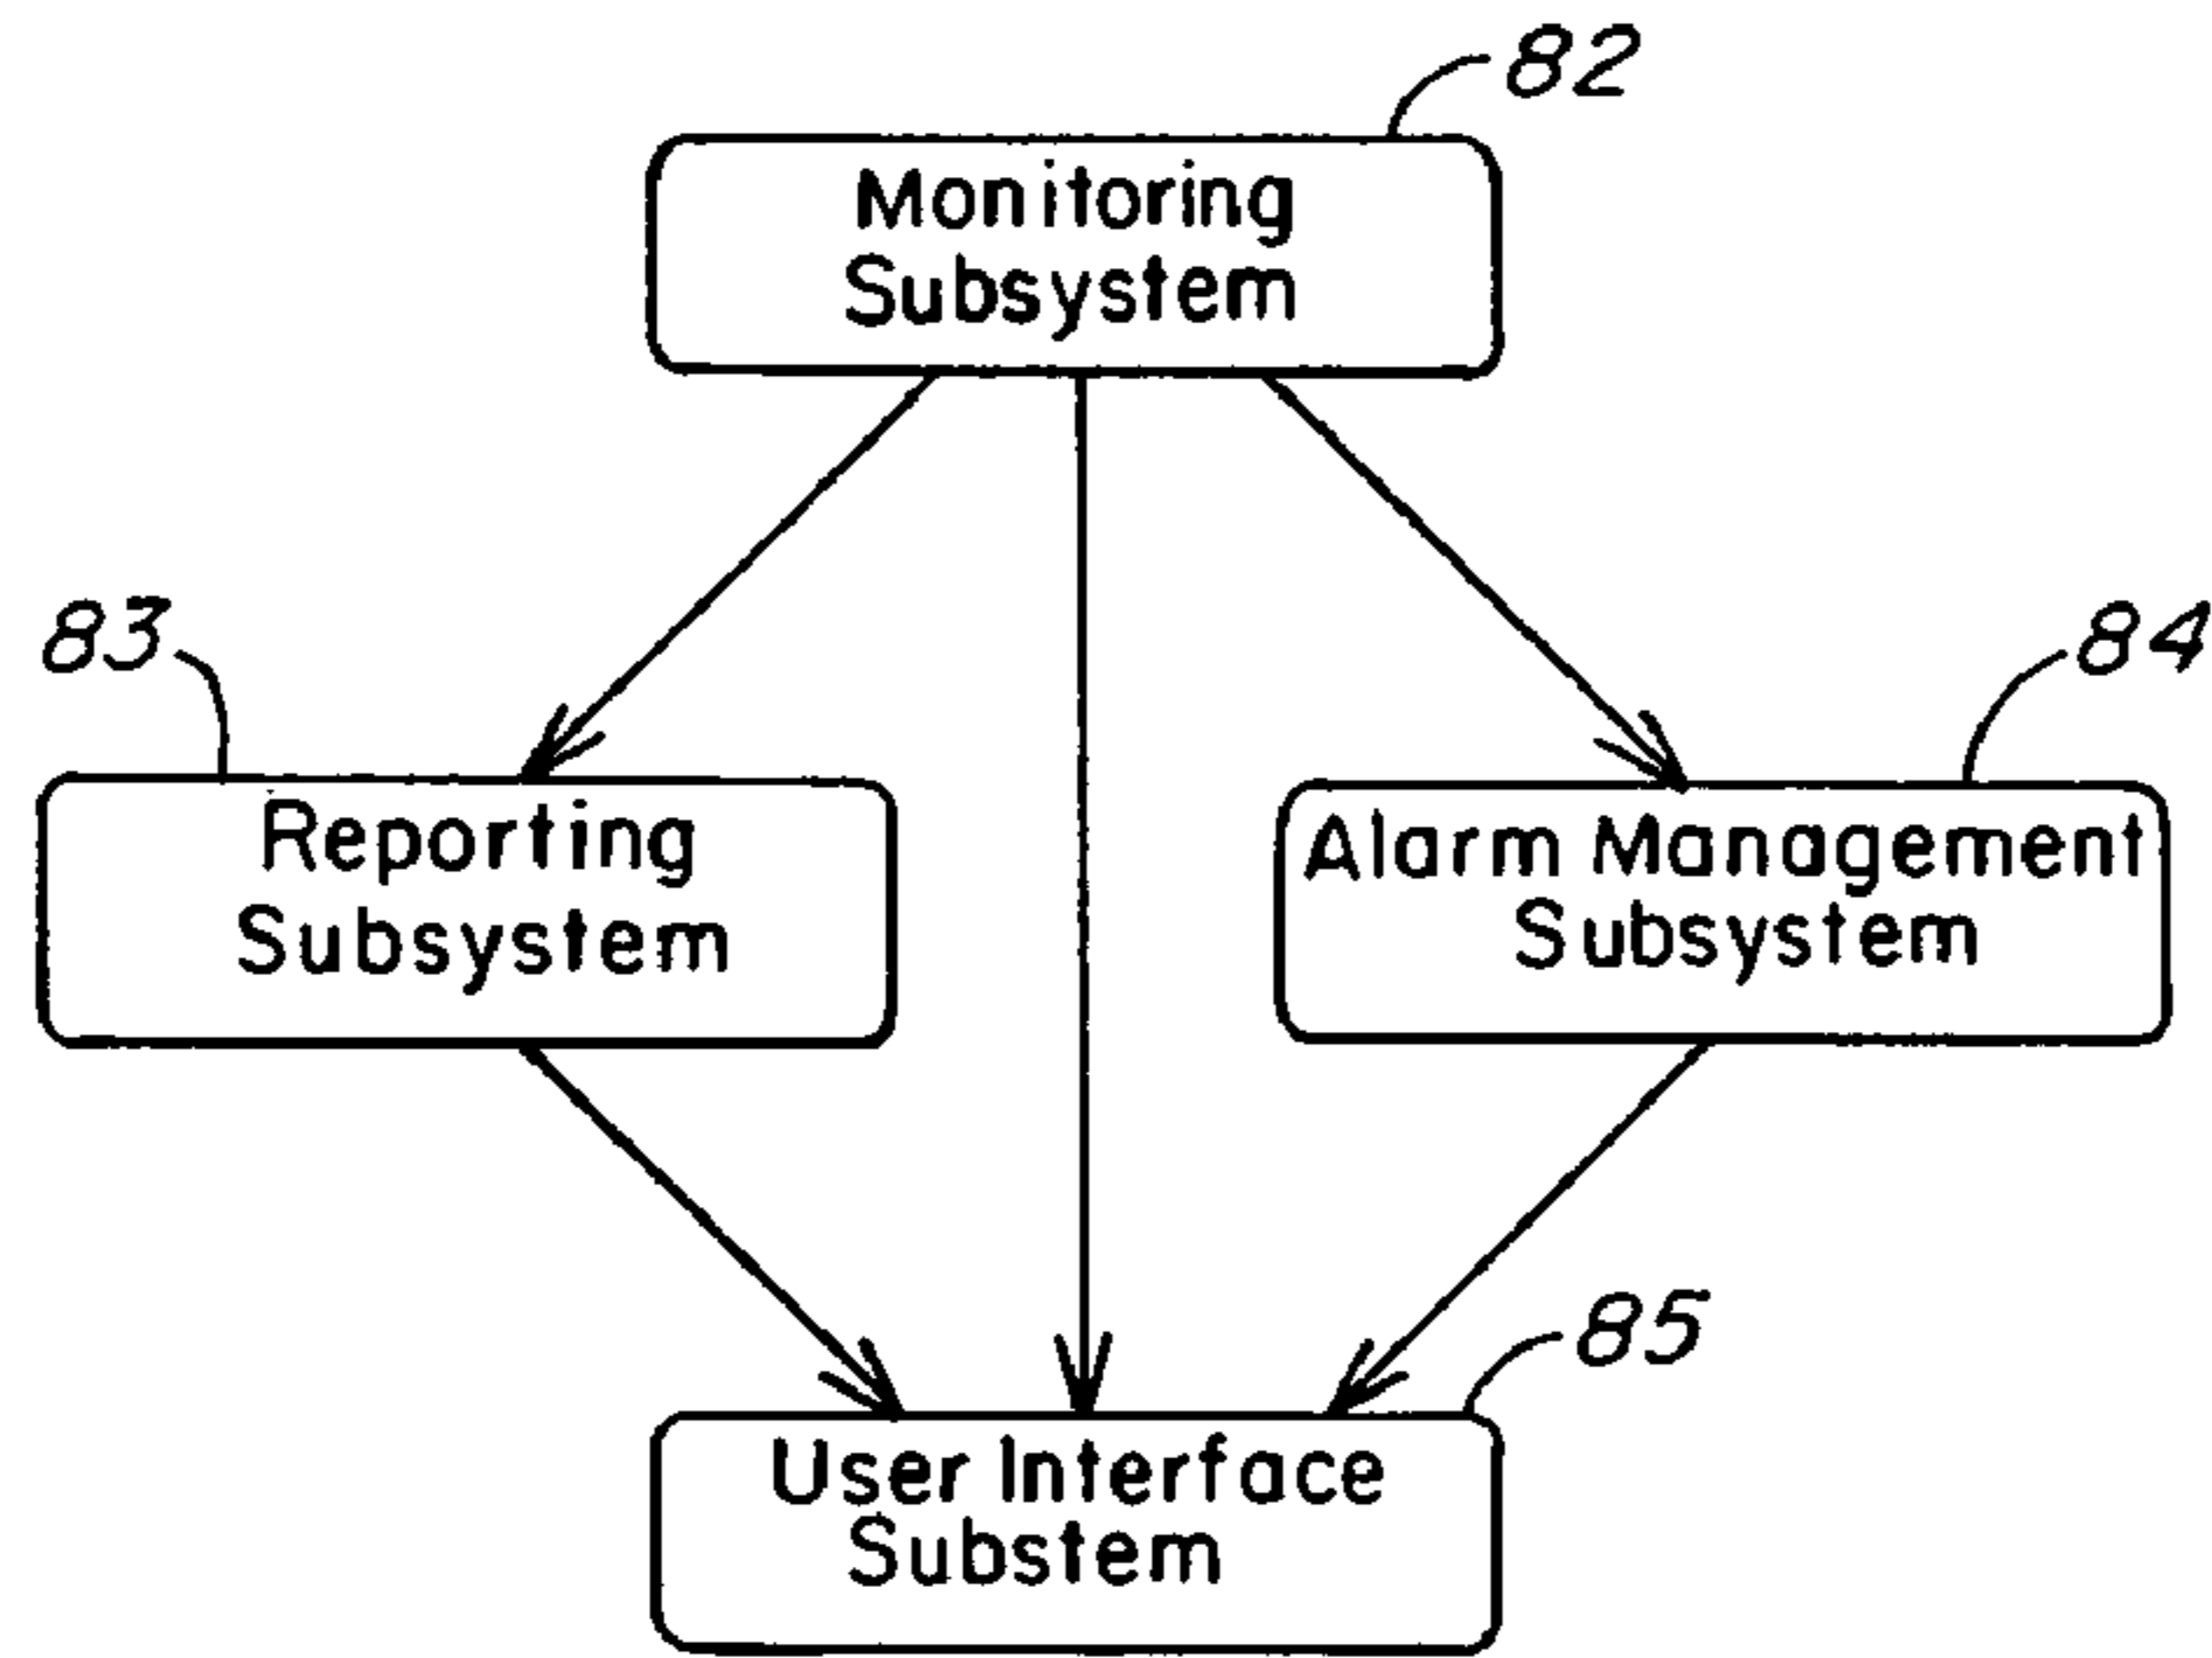 82
Monitoring
Subsystem
83
84
Reporting
Subsystem
Alarm Management
Subsystem
85
User Interface
Substem